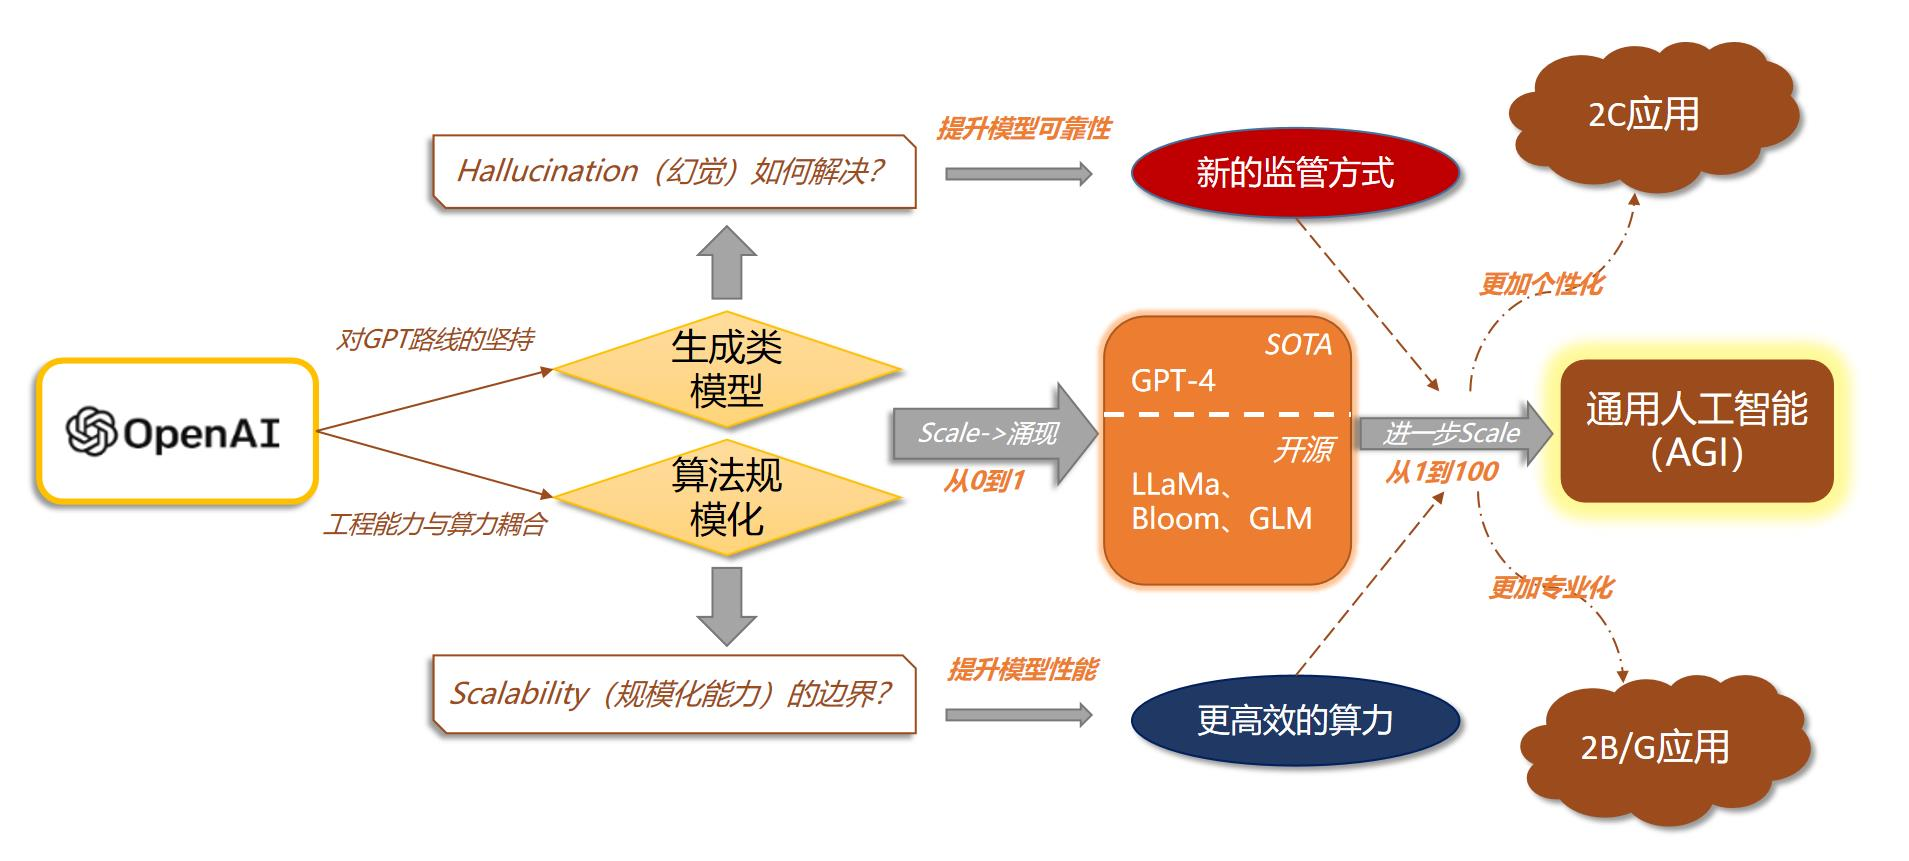 2C应用
提升模型可靠性
Hallucination（幻觉）如何解决?
新的监管方式
更加个性化
对GPT路线的坚持
生成类
模型
SOTA
GPT-4
OpenAI
Scale->涌现
从0到1
开源
LLaMa、
Bloom、GLM
进一步Scale
从1到100
通用人工智能
（AGI）
工程能力与算力耦合
算法规
模化
更加专业化
提升模型性能
Scalability（规模化能力）的边界?
更高效的算力
2B/G应用